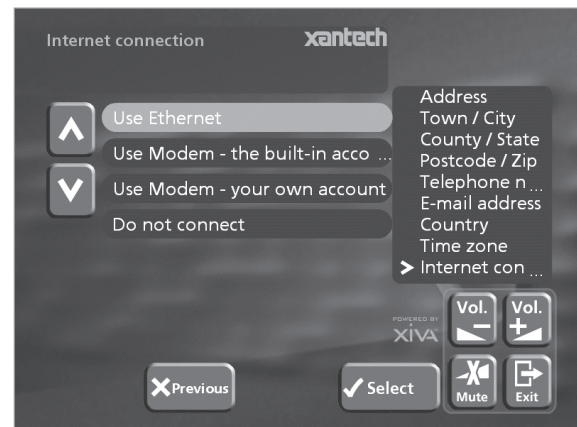 Internet connection
xantech
Use Ethernet
Use Modem - the built-in acco ...
Use Modem - your own account
Do not connect
Address
Town / City
County / State
Postcode / Zip
Telephone n ...
E-mail address
Country
Time zone
> Internet con ...
POWERED BY
XIVA
Vol.
Vol.
Previous
Select
Mute
Exit